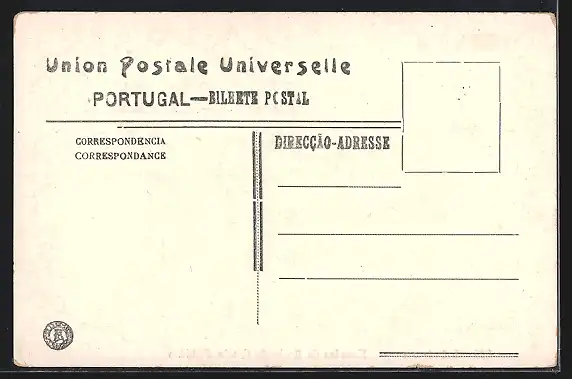 Union Postale Universelle
PORTUGAL—BILHETE POSTAL
CORRESPONDENCIA
CORRESPONDANCE
DIRECÇÃO-ADRESSE